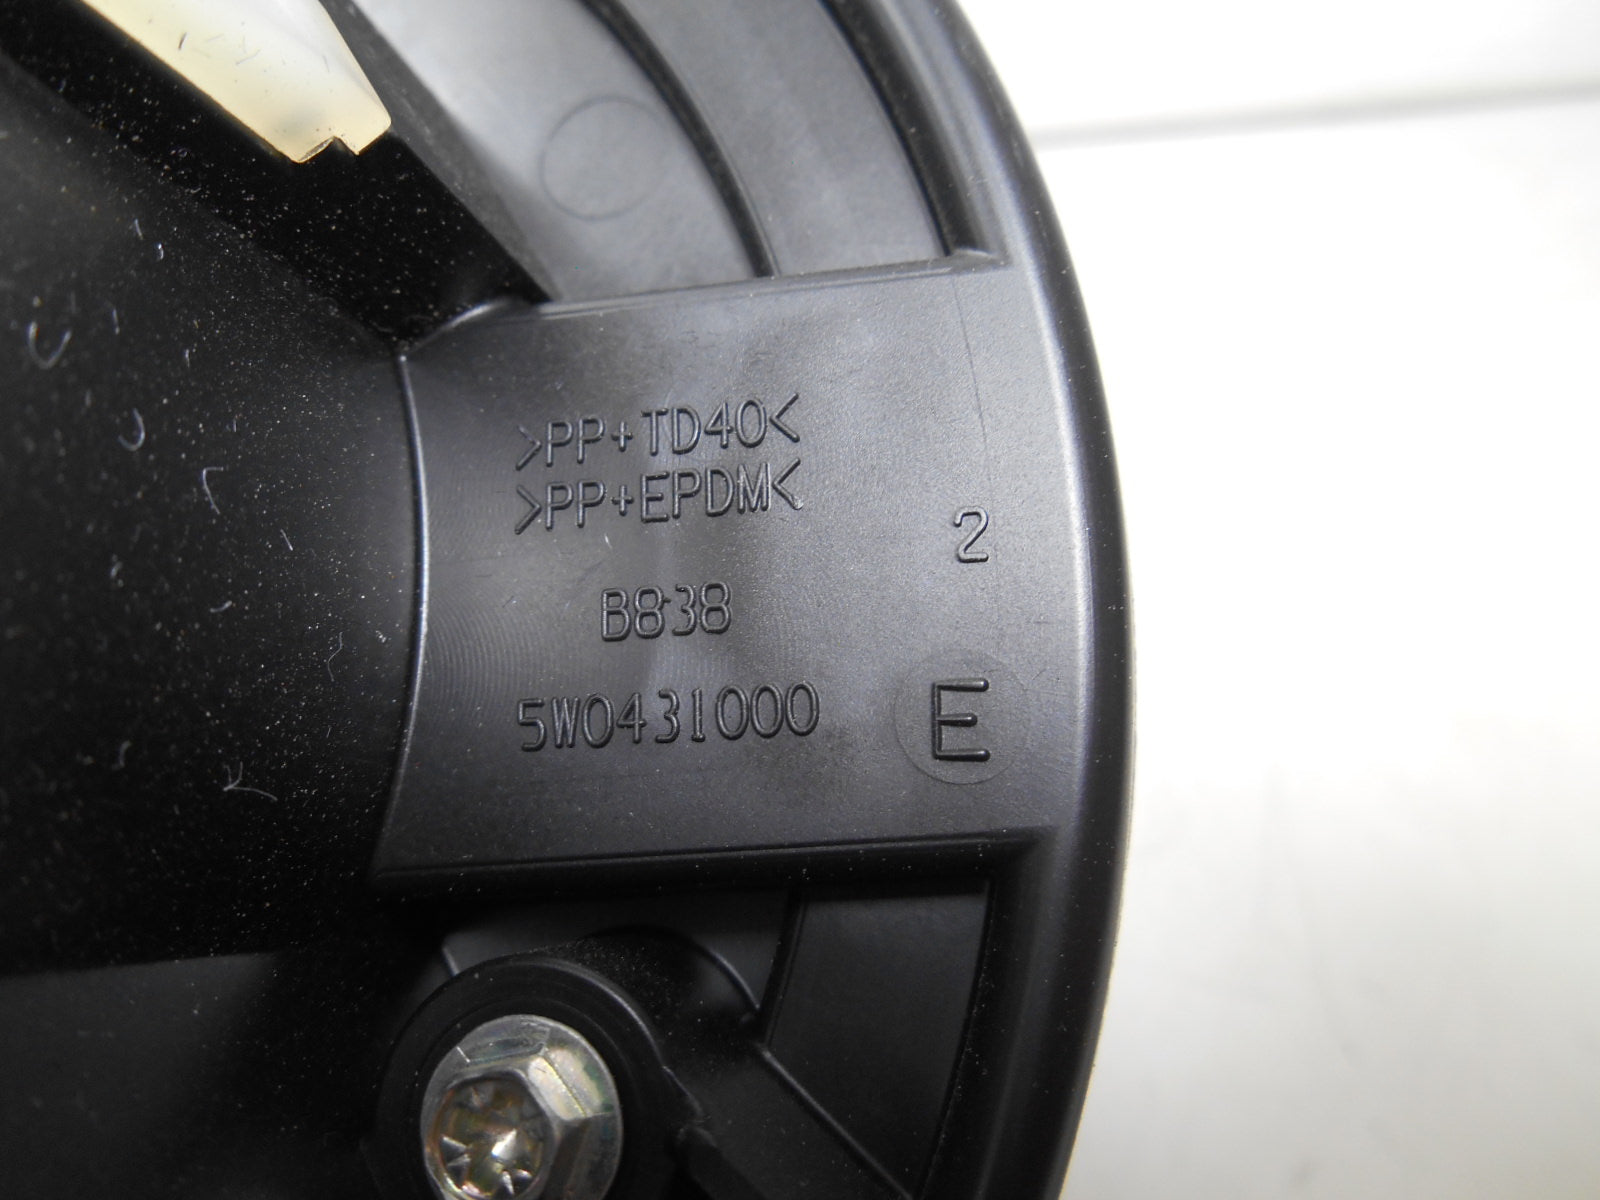 >PP+TD40<
>PP+EPDM<
2
B838
5W0431000
E